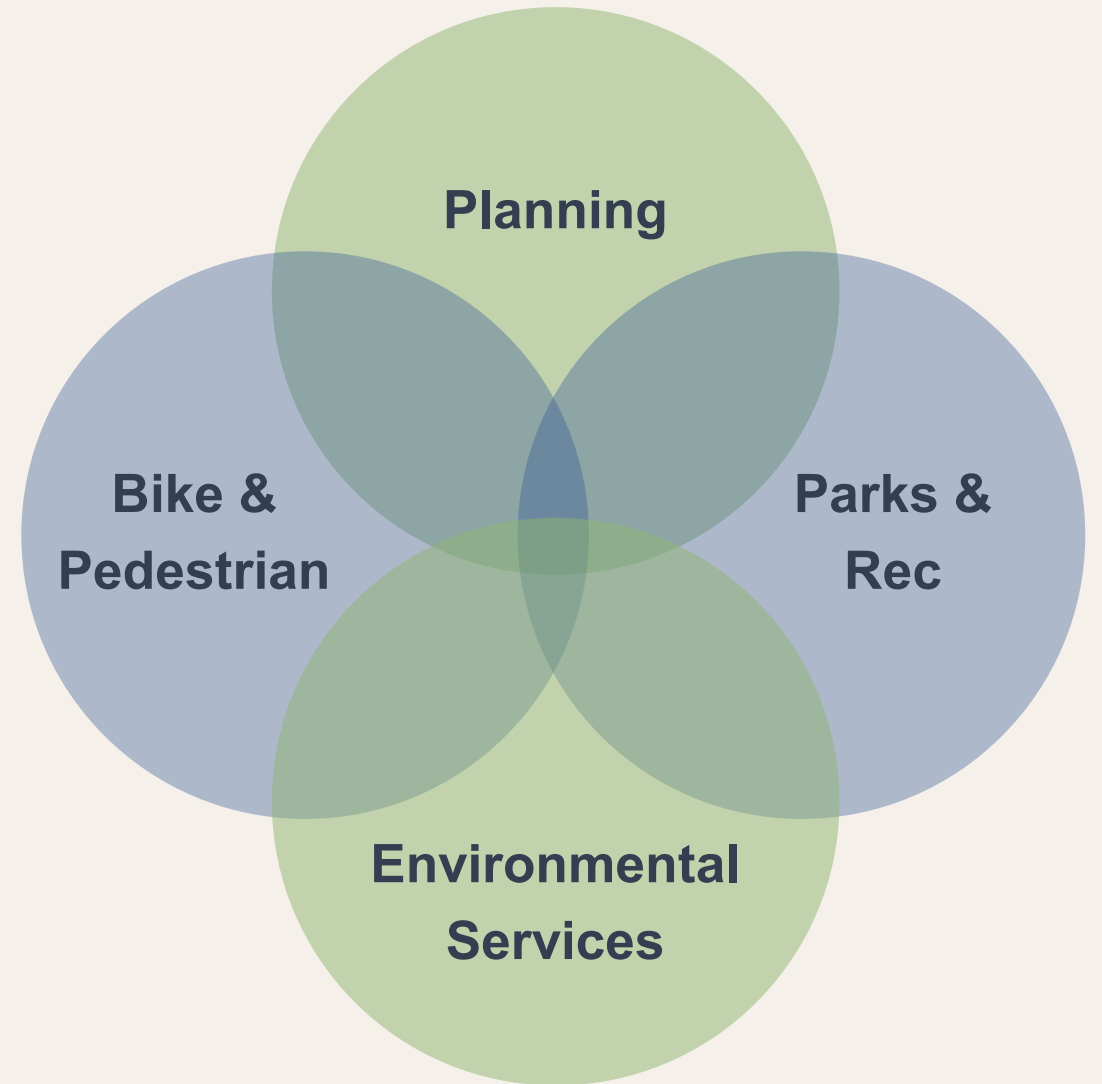 Planning
Bike &
Pedestrian
Parks &
Rec
Environmental
Services